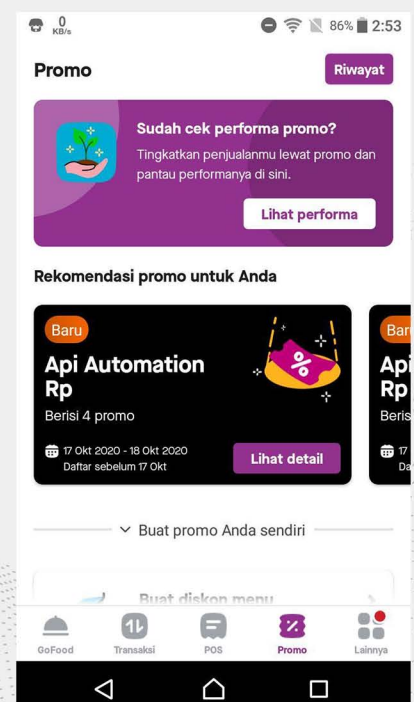 0
KB/s
86% 2:53
Promo
Riwayat
Sudah cek performa promo?
Tingkatkan penjualanmu lewat promo dan
pantau performanya di sini.
Lihat performa
Rekomendasi promo untuk Anda
Baru
Api Automation
Rp
Berisi 4 promo
17 Okt 2020 - 18 Okt 2020
Daftar sebelum 17 Okt
Lihat detail
Bar
Api
Rp
Beris
17
Da
Buat promo Anda sendiri
Buat diskon menu
GoFood
Transaksi
POS
Promo
Lainnya